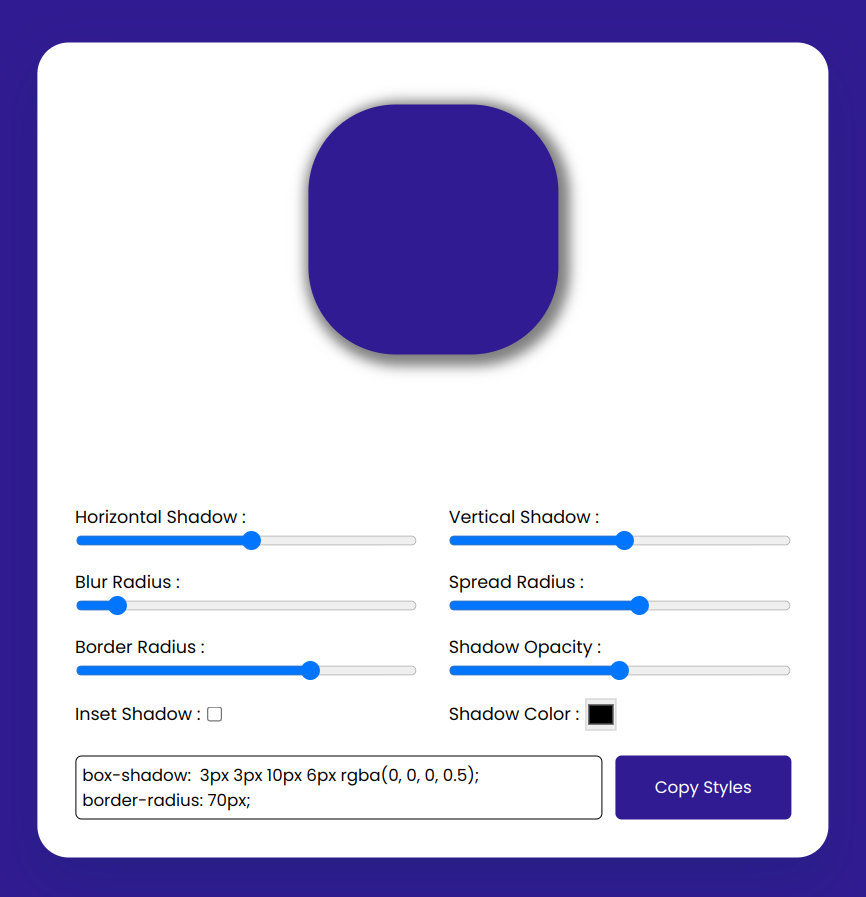 Horizontal Shadow :
Vertical Shadow :
Blur Radius :
Spread Radius :
Border Radius :
Shadow Opacity :
Inset Shadow :
Shadow Color :
box-shadow:  3px 3px 10px 6px rgba(0, 0, 0, 0.5);
border-radius: 70px;
Copy Styles